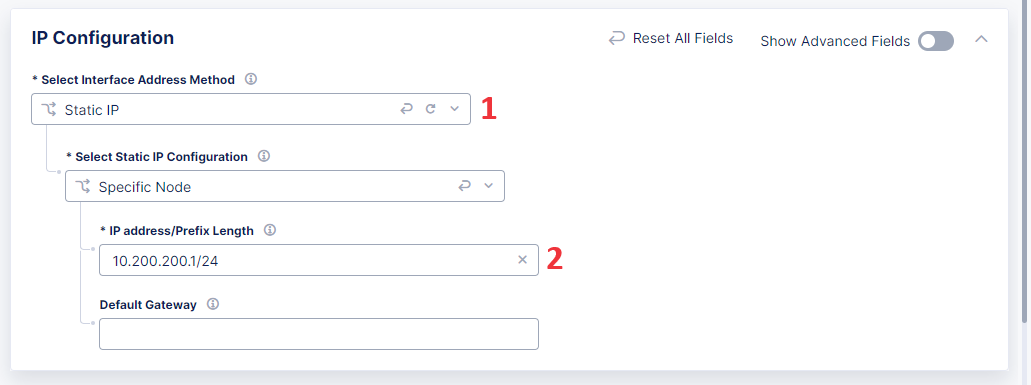 IP Configuration
Reset All Fields
Show Advanced Fields
* Select Interface Address Method
Static IP
1
* Select Static IP Configuration
Specific Node
* IP address/Prefix Length
10.200.200.1/24
2
Default Gateway